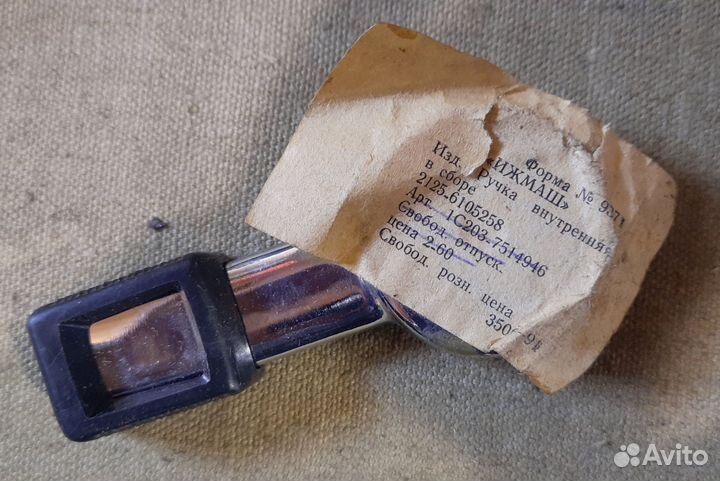 Форма №
«ИЖМАШ»
Изд. Ручка внутренняя
в сборе
2125-6105258
Арт. 1С203-7514946
Свобод. отпуск.
цена 2-60
Свобод. розн. цена
Avito